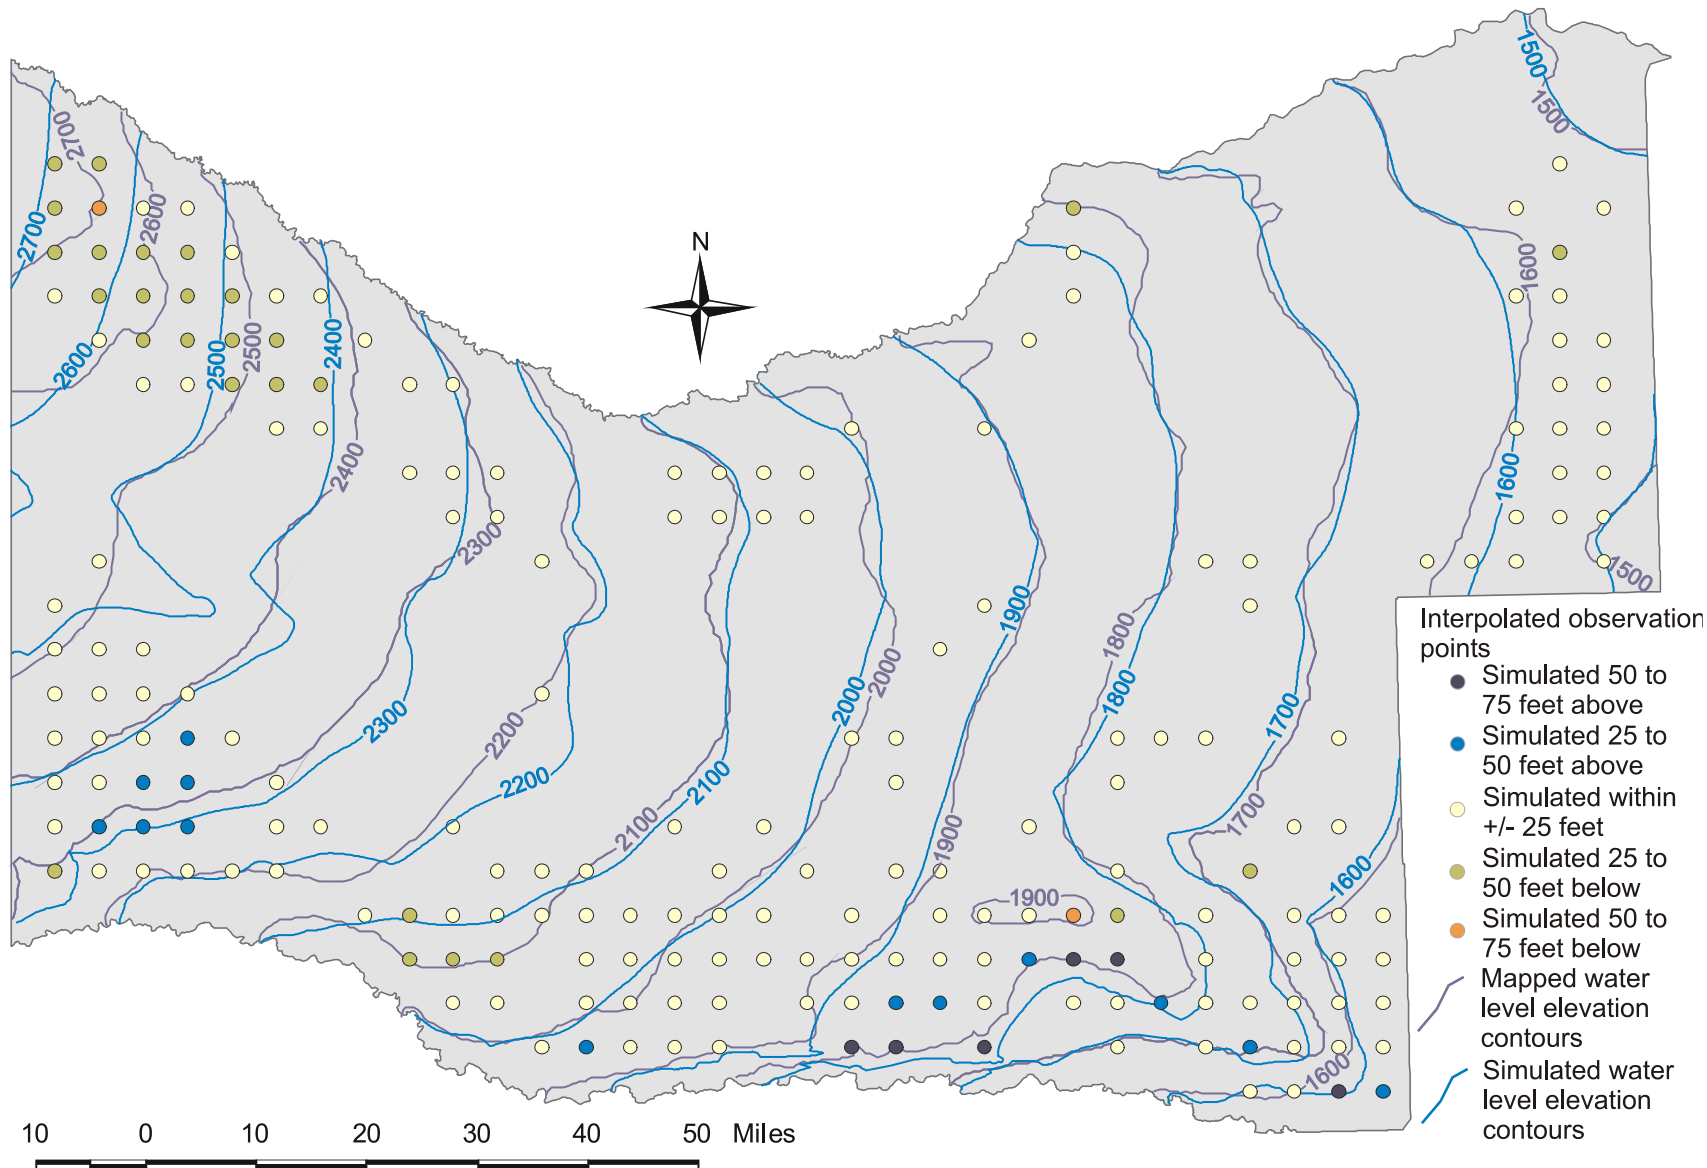 1500
1500
2700
2700
2600
2600
2500
2500
2400
2400
2300
2300
2200
2200
2100
2100
2000
2000
1900
1900
1900
1800
1800
1700
1700
1600
1600
1600
1600
1500
N
Interpolated observation
points
Simulated 50 to
75 feet above
Simulated 25 to
50 feet above
Simulated within
+/- 25 feet
Simulated 25 to
50 feet below
Simulated 50 to
75 feet below
Mapped water
level elevation
contours
Simulated water
level elevation
contours
10 0 10 20 30 40 50 Miles